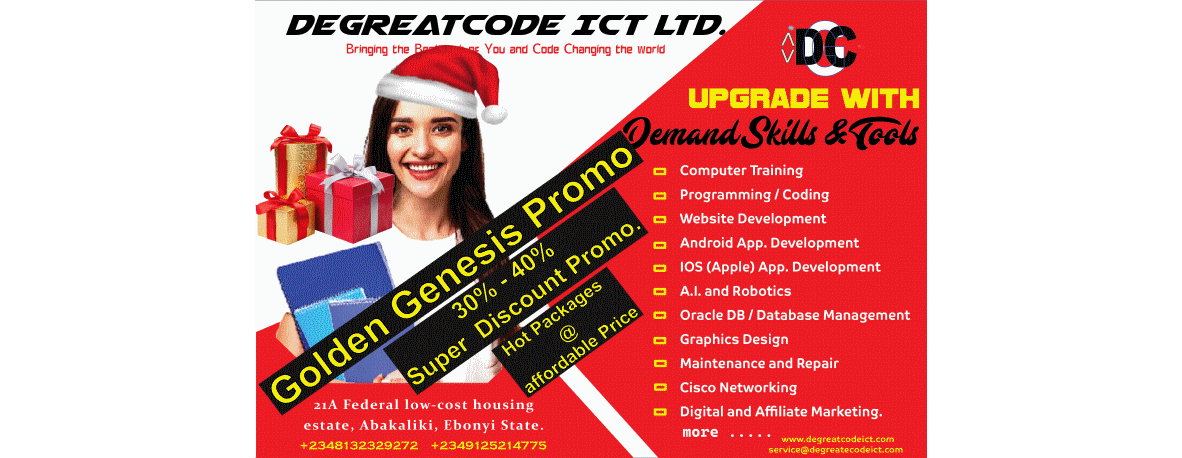 DEGREATCODE ICT LTD.
Bringing the Best out of You and Code Changing the world
DCC
UPGRADE WITH
Demand Skills & Tools
Computer Training
Programming / Coding
Website Development
Android App. Development
IOS (Apple) App. Development
A.I. and Robotics
Oracle DB / Database Management
Graphics Design
Maintenance and Repair
Cisco Networking
Digital and Affiliate Marketing.
more .....
www.degreatcodeict.com
service@degreatecodeict.com
Golden Genesis Promo
30% - 40%
Super Discount Promo.
Hot Packages
@
affordable Price
21A Federal low-cost housing
estate, Abakaliki, Ebonyi State.
+2348132329272 +2349125214775